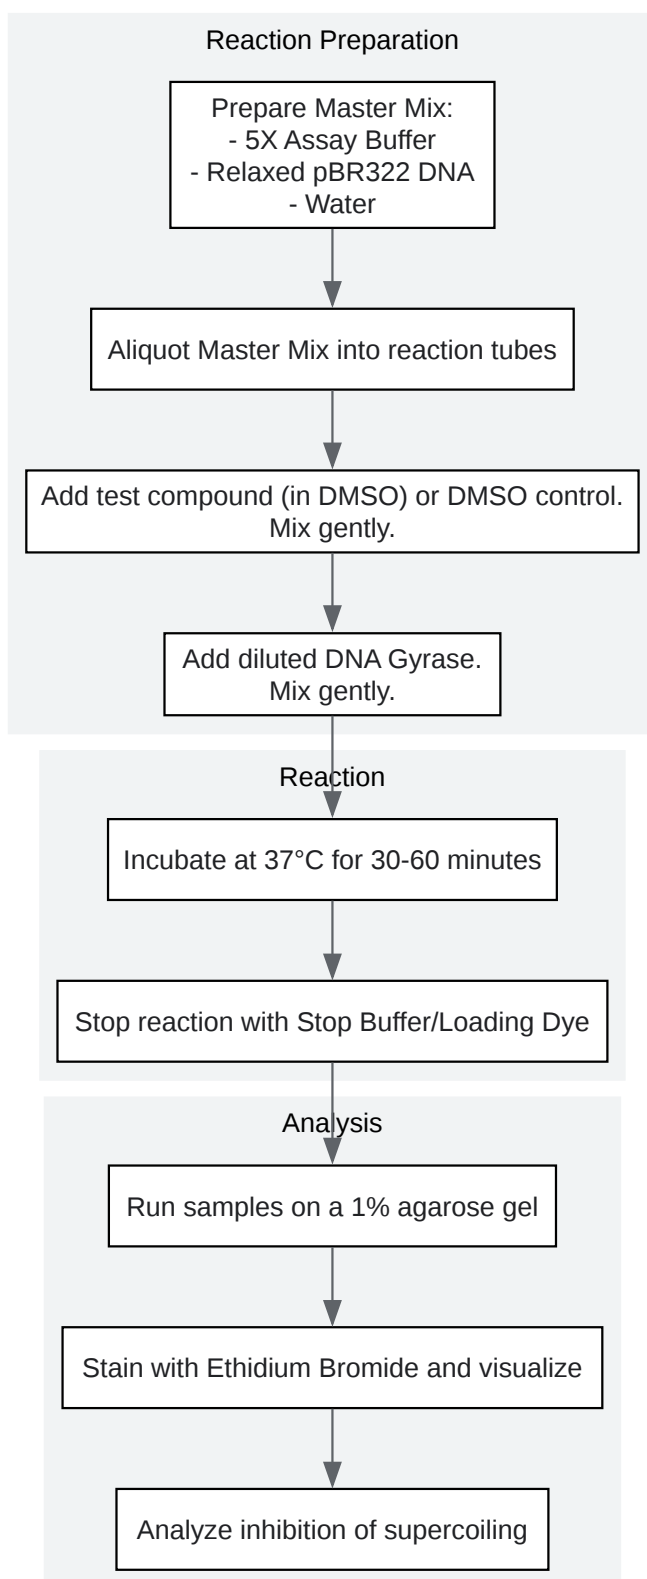 Reaction Preparation
Prepare Master Mix:
- 5X Assay Buffer
- Relaxed pBR322 DNA
- Water
Aliquot Master Mix into reaction tubes
Add test compound (in DMSO) or DMSO control.
Mix gently.
Add diluted DNA Gyrase.
Mix gently.
Reaction
Incubate at 37°C for 30-60 minutes
Stop reaction with Stop Buffer/Loading Dye
Analysis
Run samples on a 1% agarose gel
Stain with Ethidium Bromide and visualize
Analyze inhibition of supercoiling